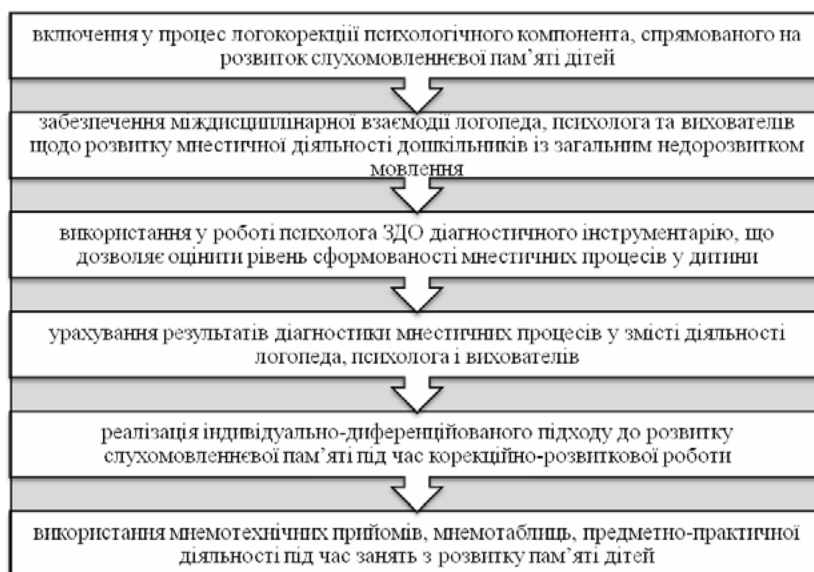 включення у процес логокорекціїї психологічного компонента, спрямованого на
розвиток слухомовленнєвої пам’яті дітей
забезпечення міждисциплінарної взаємодії логопеда, психолога та вихователів
щодо розвитку мнестичної діяльності дошкільників із загальним недорозвитком
мовлення
використання у роботі психолога ЗДО діагностичного інструментарію, що
дозволяє оцінити рівень сформованості мнестичних процесів у дитини
урахування результатів діагностики мнестичних процесів у змісті діяльності
логопеда, психолога і вихователів
реалізація індивідуально-диференційованого підходу до розвитку
слухомовленнєвої пам’яті під час корекційно-розвиткової роботи
використання мнемотехнічних прийомів, мнемотаблиць, предметно-практичної
діяльності під час занять з розвитку пам’яті дітей